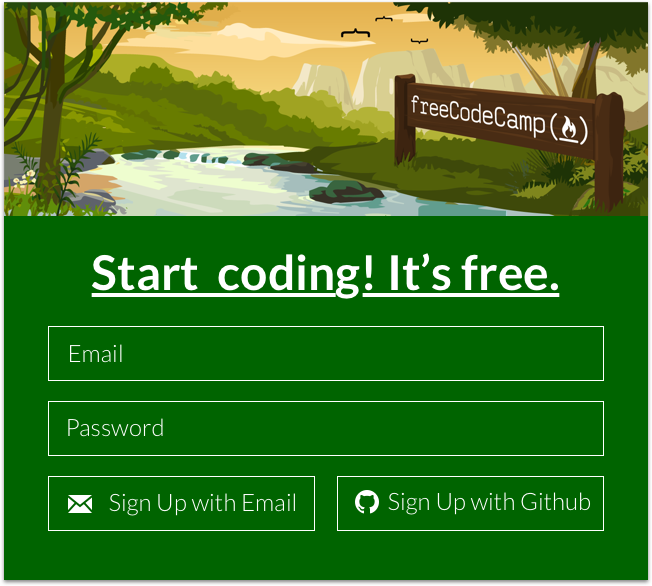 freeCodeCamp(🔥)
Start coding! It’s free.
Email
Password
Sign Up with Email
Sign Up with Github